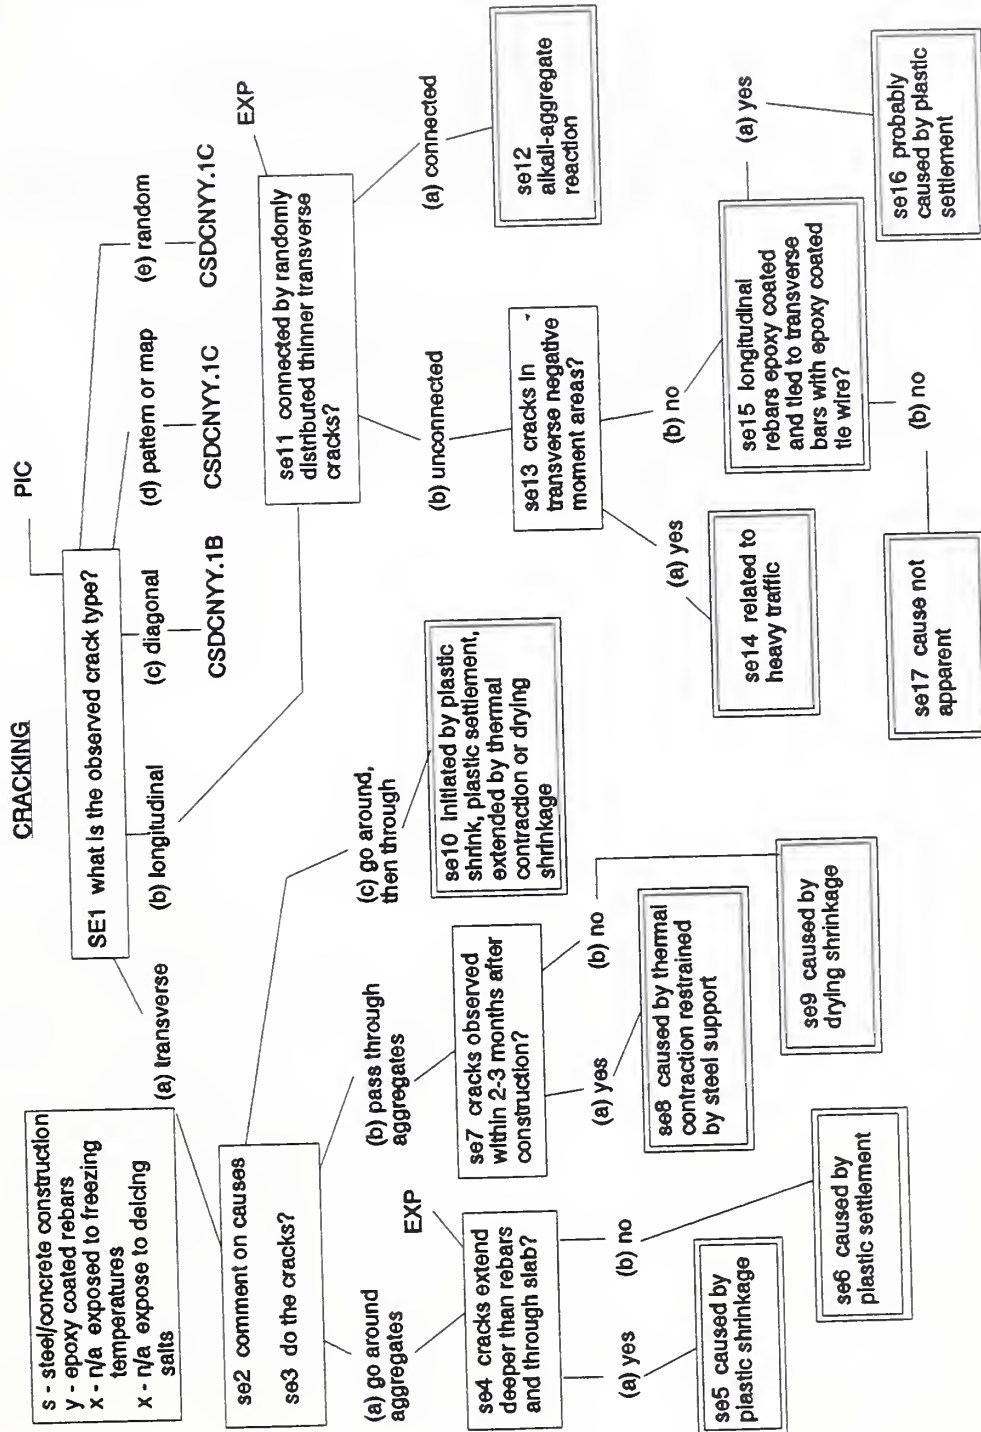 CRACKING
PIC
SE1 what is the observed crack type?
(a) transverse
(b) longitudinal
(c) diagonal
CSDCNYY.1B
(d) pattern or map
CSDCNYY.1C
(e) random
CSDCNYY.1C
s - steel/concrete construction
y - epoxy coated rebars
x - n/a exposed to freezing
temperatures
x - n/a expose to deicing
salts
se2 comment on causes
se3 do the cracks?
(a) go around
aggregates
(b) pass through
aggregates
(c) go around,
then through
EXP
se4 cracks extend
deeper than rebars
and through slab?
(a) yes
(b) no
se5 caused by
plastic shrinkage
se6 caused by
plastic settlement
se7 cracks observed
within 2-3 months after
construction?
(a) yes
(b) no
se8 caused by thermal
contraction restrained
by steel support
se9 caused by
drying shrinkage
se10 initiated by plastic
shrink, plastic settlement,
extended by thermal
contraction or drying
shrinkage
EXP
se11 connected by randomly
distributed thinner transverse
cracks?
(a) connected
(b) unconnected
se12
alkali-aggregate
reaction
se13 cracks in
transverse negative
moment areas?
(a) yes
(b) no
se14 related to
heavy traffic
se15 longitudinal
rebars epoxy coated
and tied to transverse
bars with epoxy coated
tie wire?
(a) yes
(b) no
se16 probably
caused by plastic
settlement
se17 cause not
apparent